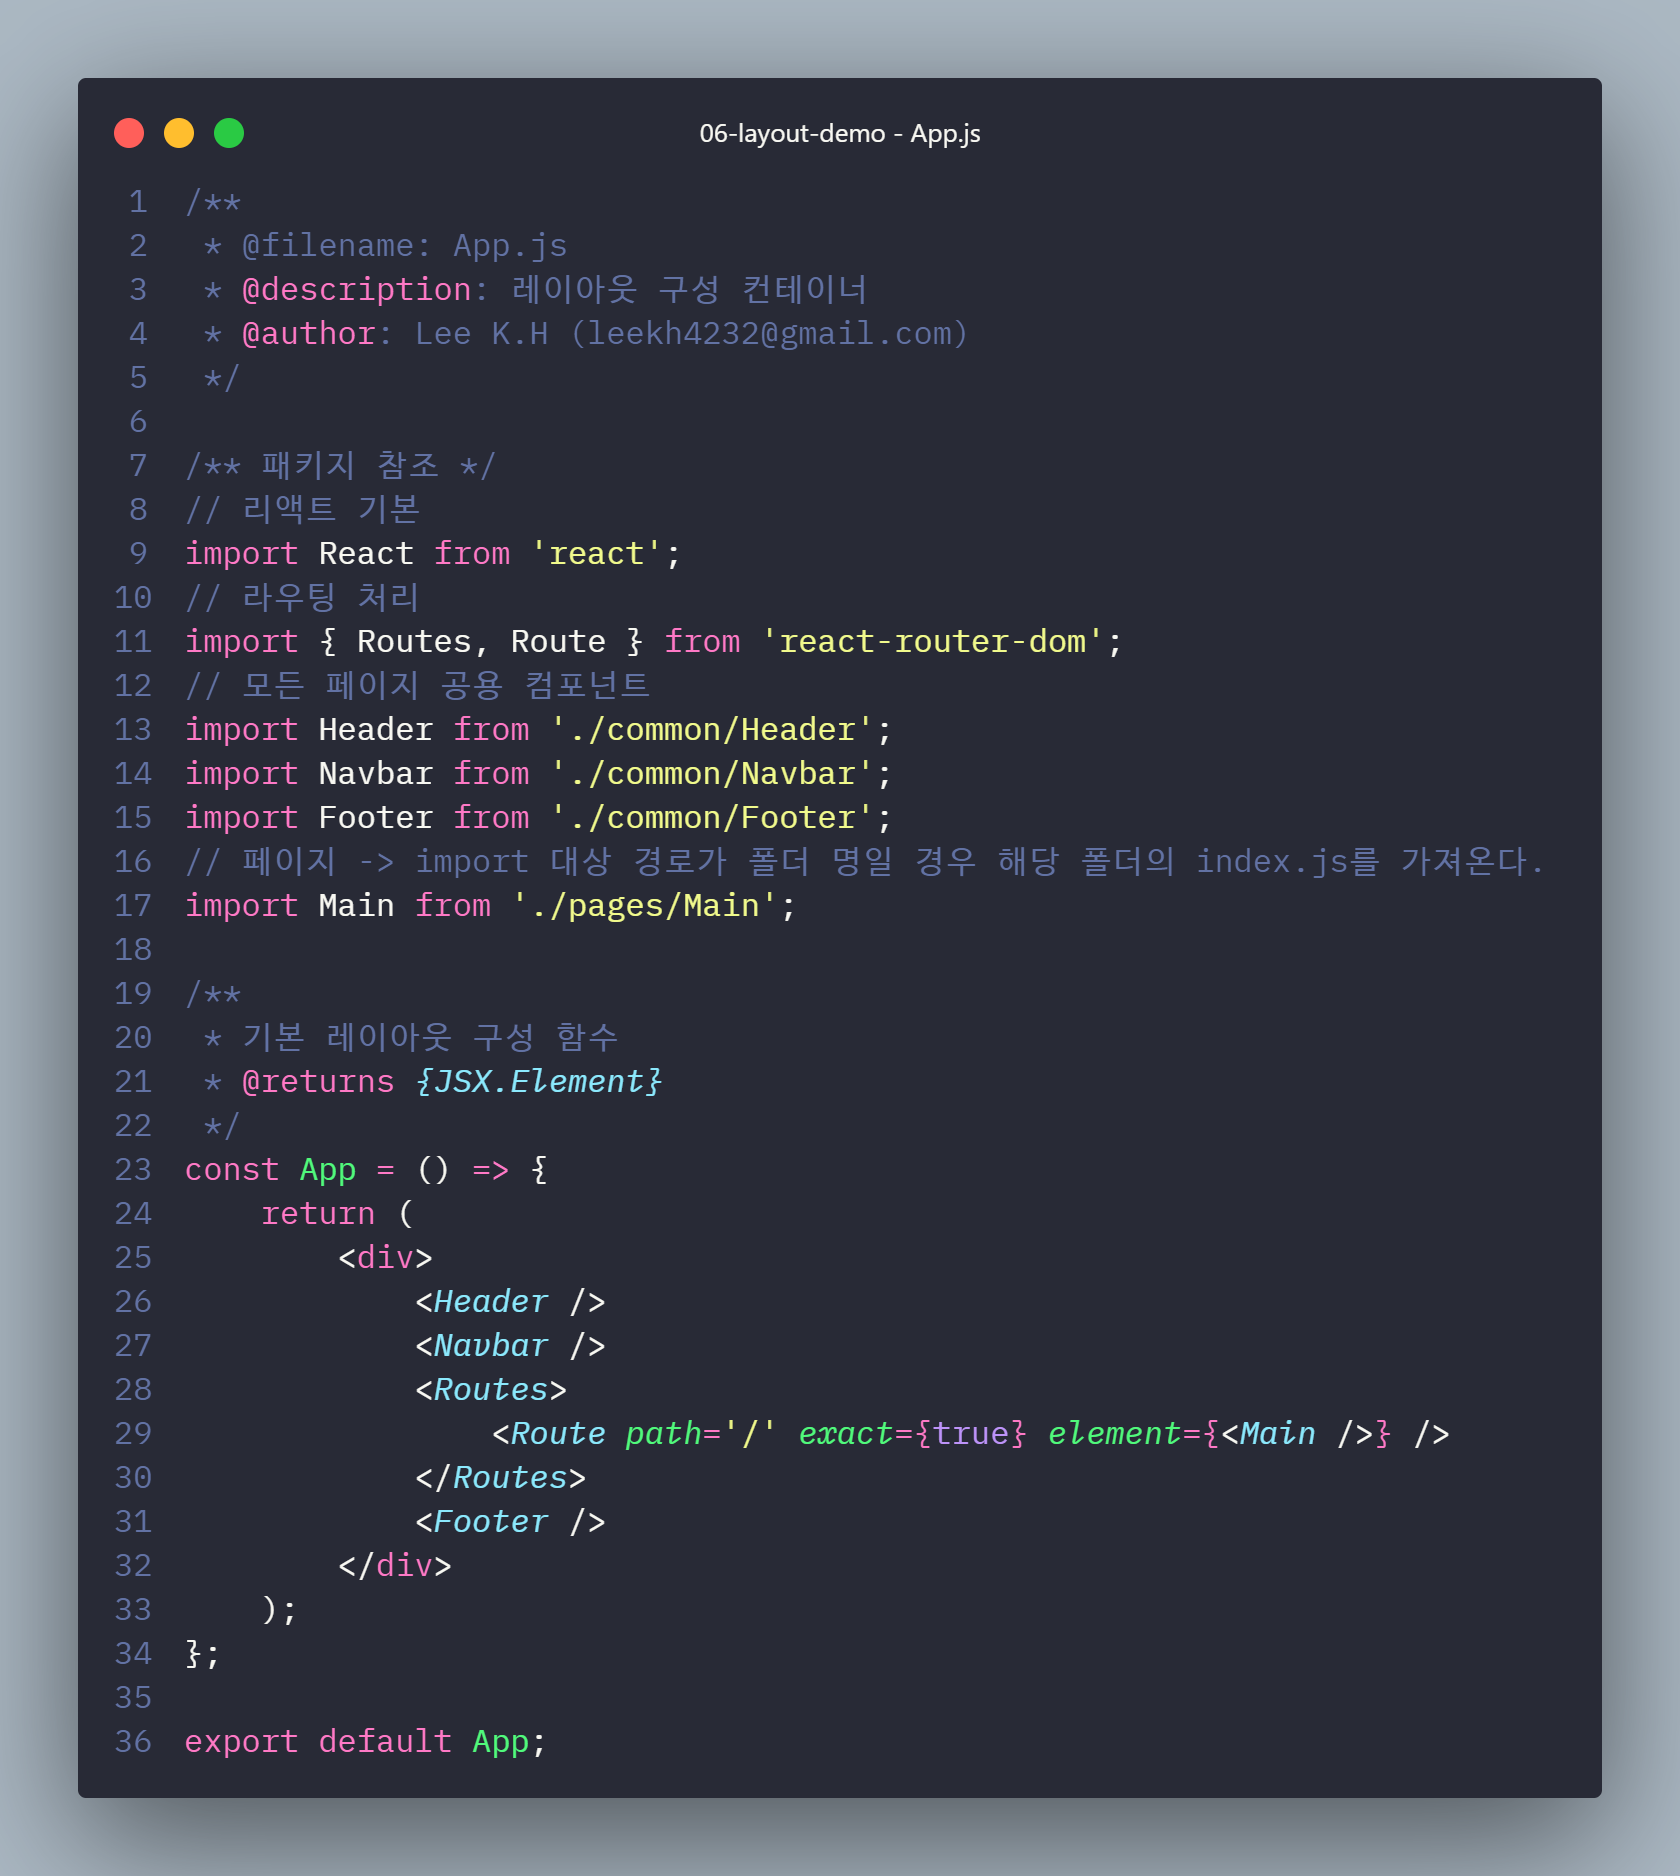 06-layout-demo - App.js
1 /**
2  * @filename: App.js
3  * @description: 레이아웃 구성 컨테이너
4  * @author: Lee K.H (leekh4232@gmail.com)
5  */
6
7 /** 패키지 참조 */
8 // 리액트 기본
9 import React from 'react';
10 // 라우팅 처리
11 import { Routes, Route } from 'react-router-dom';
12 // 모든 페이지 공용 컴포넌트
13 import Header from './common/Header';
14 import Navbar from './common/Navbar';
15 import Footer from './common/Footer';
16 // 페이지 -> import 대상 경로가 폴더 명일 경우 해당 폴더의 index.js를 가져온다.
17 import Main from './pages/Main';
18
19 /**
20  * 기본 레이아웃 구성 함수
21  * @returns {JSX.Element}
22  */
23 const App = () => {
24     return (
25         <div>
26             <Header />
27             <Navbar />
28             <Routes>
29                 <Route path='/' exact={true} element={<Main />} />
30             </Routes>
31             <Footer />
32         </div>
33     );
34 };
35
36 export default App;